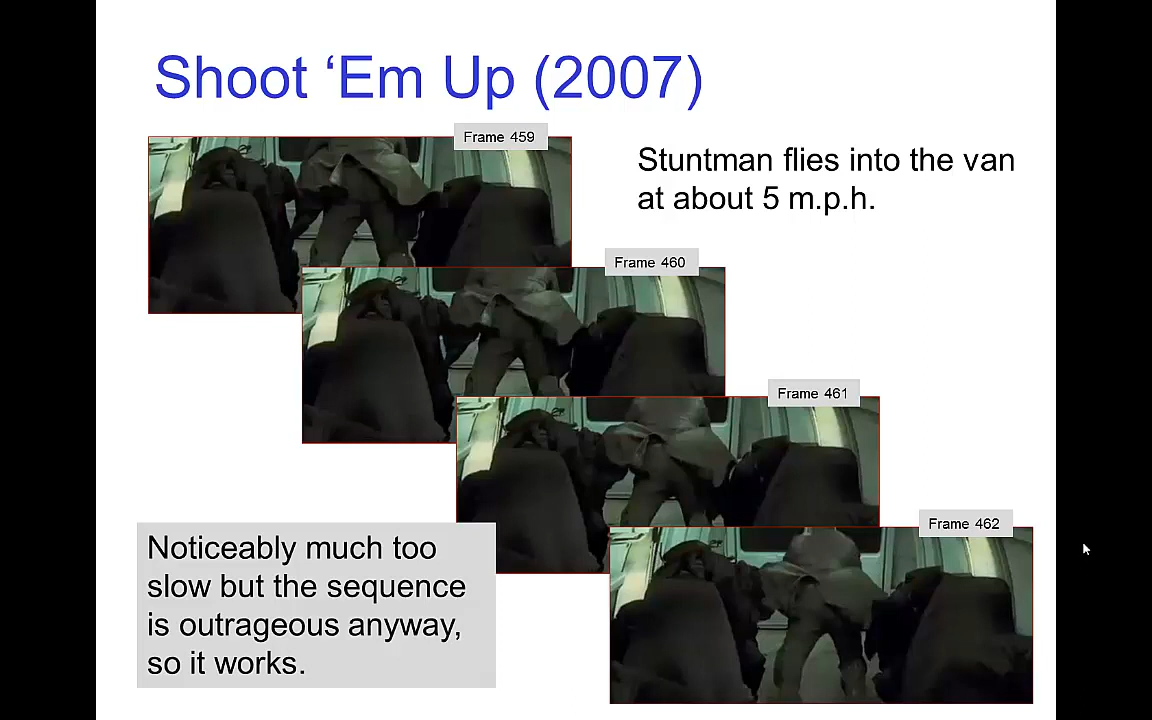 Shoot ‘Em Up (2007)
Frame 459
Stuntman flies into the van
at about 5 m.p.h.
Frame 460
Frame 461
Frame 462
Noticeably much too
slow but the sequence
is outrageous anyway,
so it works.